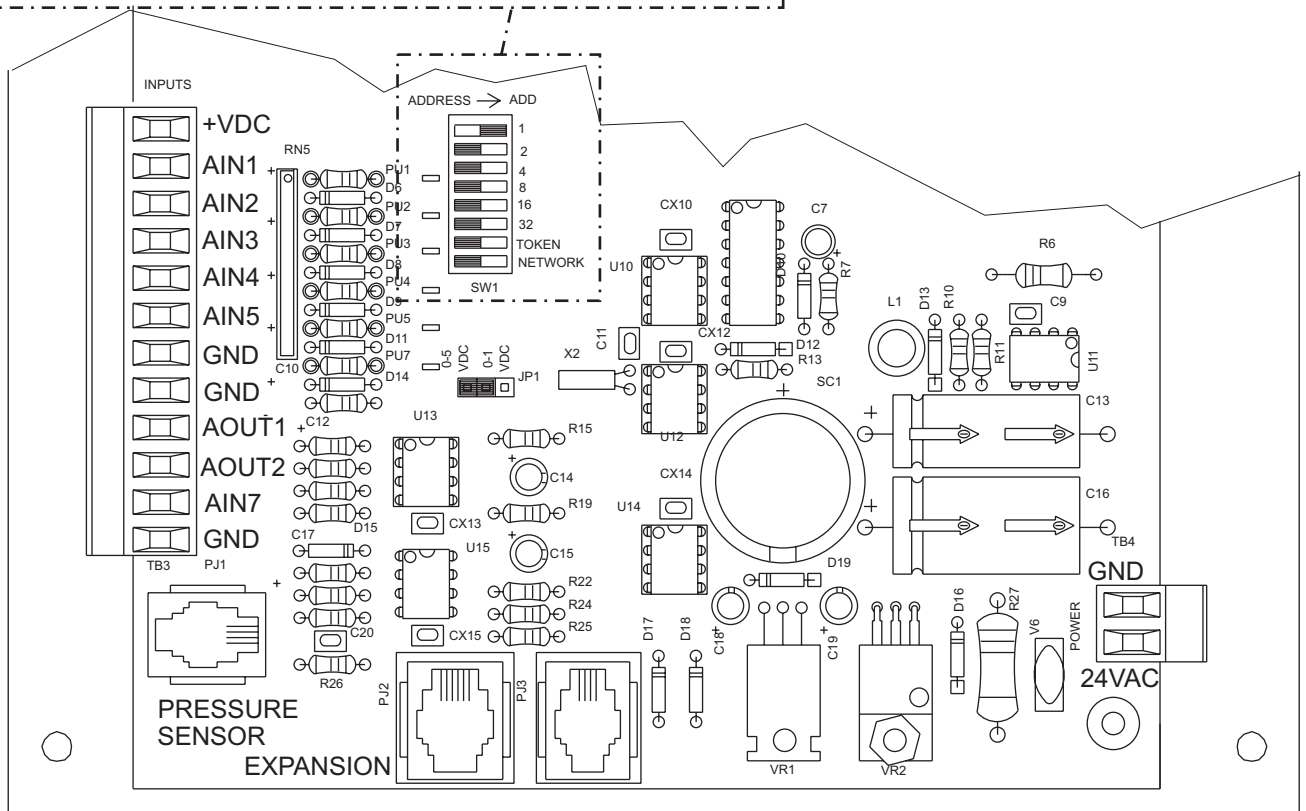 INPUTS
+VDC
AIN1
AIN2
AIN3
AIN4
AIN5
GND
GND
AOUT1
AOUT2
AIN7
GND
TB3
PJ1
PRESSURE
SENSOR
EXPANSION
RN5
PU1
D6
PU2
D7
PU3
D8
PU4
D9
PU5
D11
PU7
D14
C10
C12
D15
C17
C20
R26
ADDRESS → ADD
1
2
4
8
16
32
TOKEN
NETWORK
SW1
0-5
VDC
0-1
VDC
JP1
U13
CX13
U15
CX15
R15
C14
R19
C15
R22
R24
R25
PJ2
PJ3
X2
C11
CX10
U10
CX12
U12
CX14
U14
C7
R7
D12
R13
SC1
D17
D18
C18
C19
D19
VR1
VR2
L1
D13
R10
R11
R6
C9
U11
C13
C16
TB4
GND
POWER
24VAC
D16
R27
V6